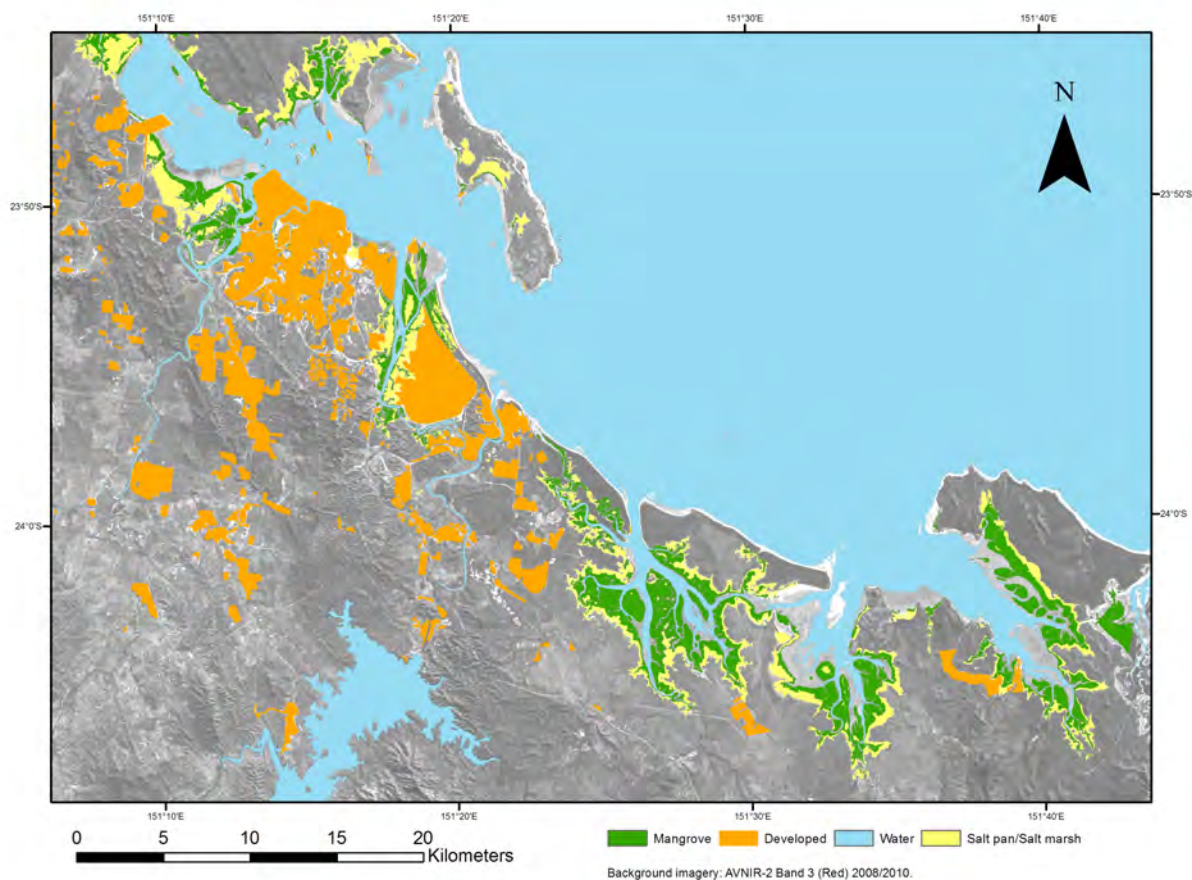 151°10'E 151°20'E 151°30'E 151°40'E
N
23°50'S 23°50'S
24°0'S 24°0'S
151°10'E 151°20'E 151°30'E 151°40'E
0 5 10 15 20
Kilometers
Mangrove Developed Water Salt pan/Salt marsh
Background imagery: AVNIR-2 Band 3 (Red) 2008/2010.